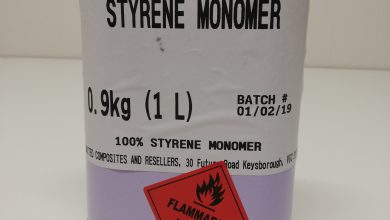 STYRENE MONOMER
0.9kg (1 L)
BATCH #
01/02/19
100% STYRENE MONOMER
COMPOSITES AND RESELLERS, 30 Future Road Keysborough, VIC
FLAMMAB